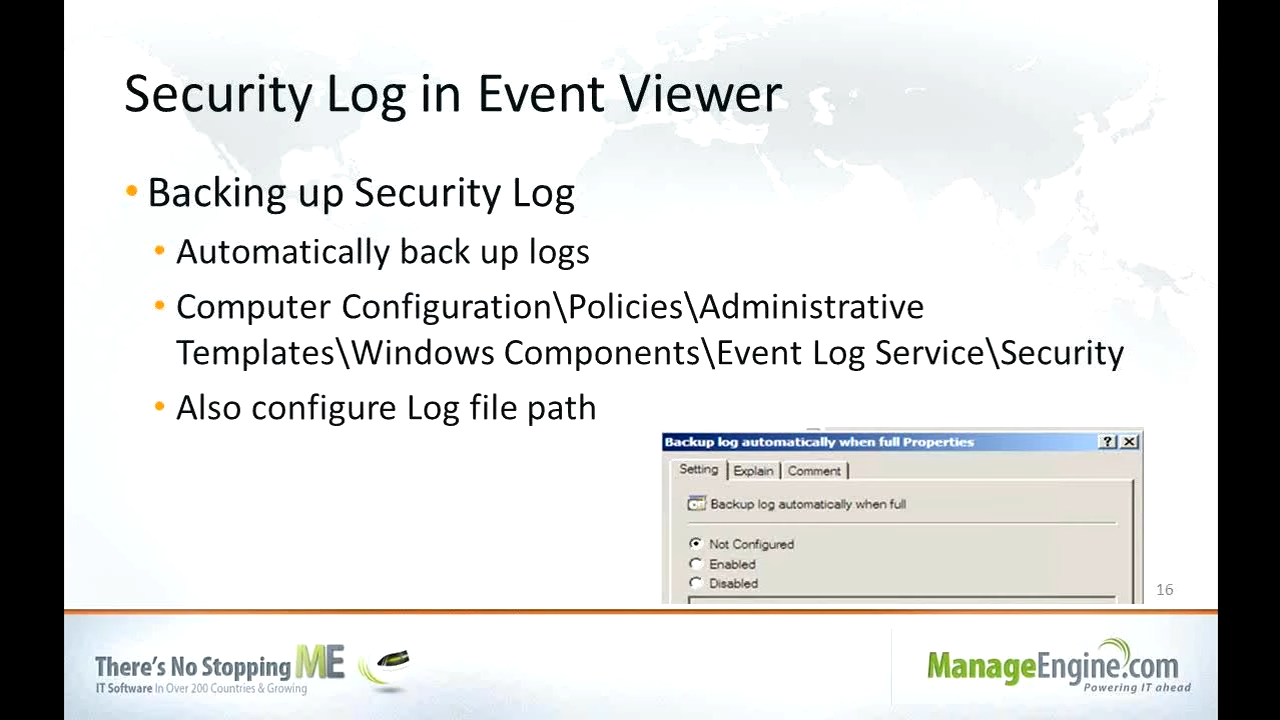 Security Log in Event Viewer
• Backing up Security Log
• Automatically back up logs
• Computer Configuration\Policies\Administrative
Templates\Windows Components\Event Log Service\Security
• Also configure Log file path
Backup log automatically when full Properties
Setting Explain Comment
Backup log automatically when full
Not Configured
Enabled
Disabled
16
There's No Stopping ME
IT Software In Over 200 Countries & Growing
ManageEngine.com
Powering IT ahead